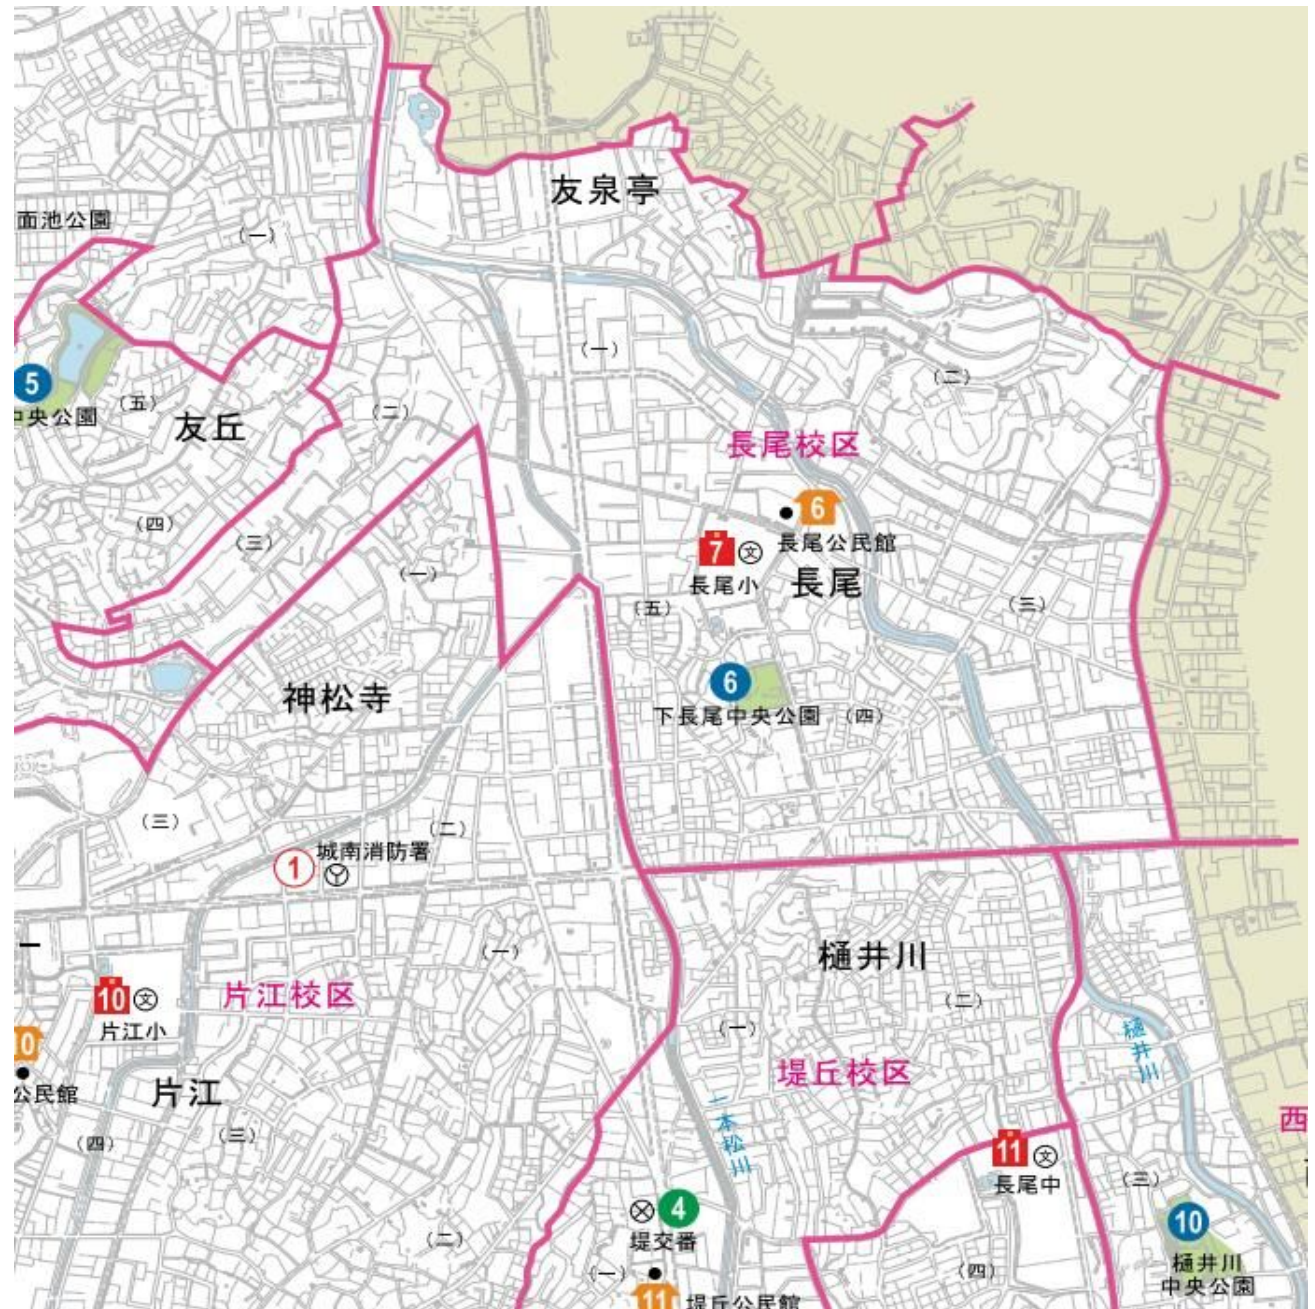 友泉亭
面池公園
(一)
(一)
5
中央公園
(五)
友丘
(二)
(二)
長尾校区
6
長尾公民館
7
文
長尾小
長尾
(四)
(三)
(一)
(五)
(三)
神松寺
6
下長尾中央公園
(四)
(三)
(二)
1
城南消防署
ー
(一)
樋井川
10
文
片江小
片江校区
(二)
(一)
樋井川
10
公民館
片江
堤丘校区
一本松川
西
(四)
(三)
11
文
長尾中
(三)
4
堤交番
10
樋井川
中央公園
(二)
(一)
(四)
11
堤丘公民館